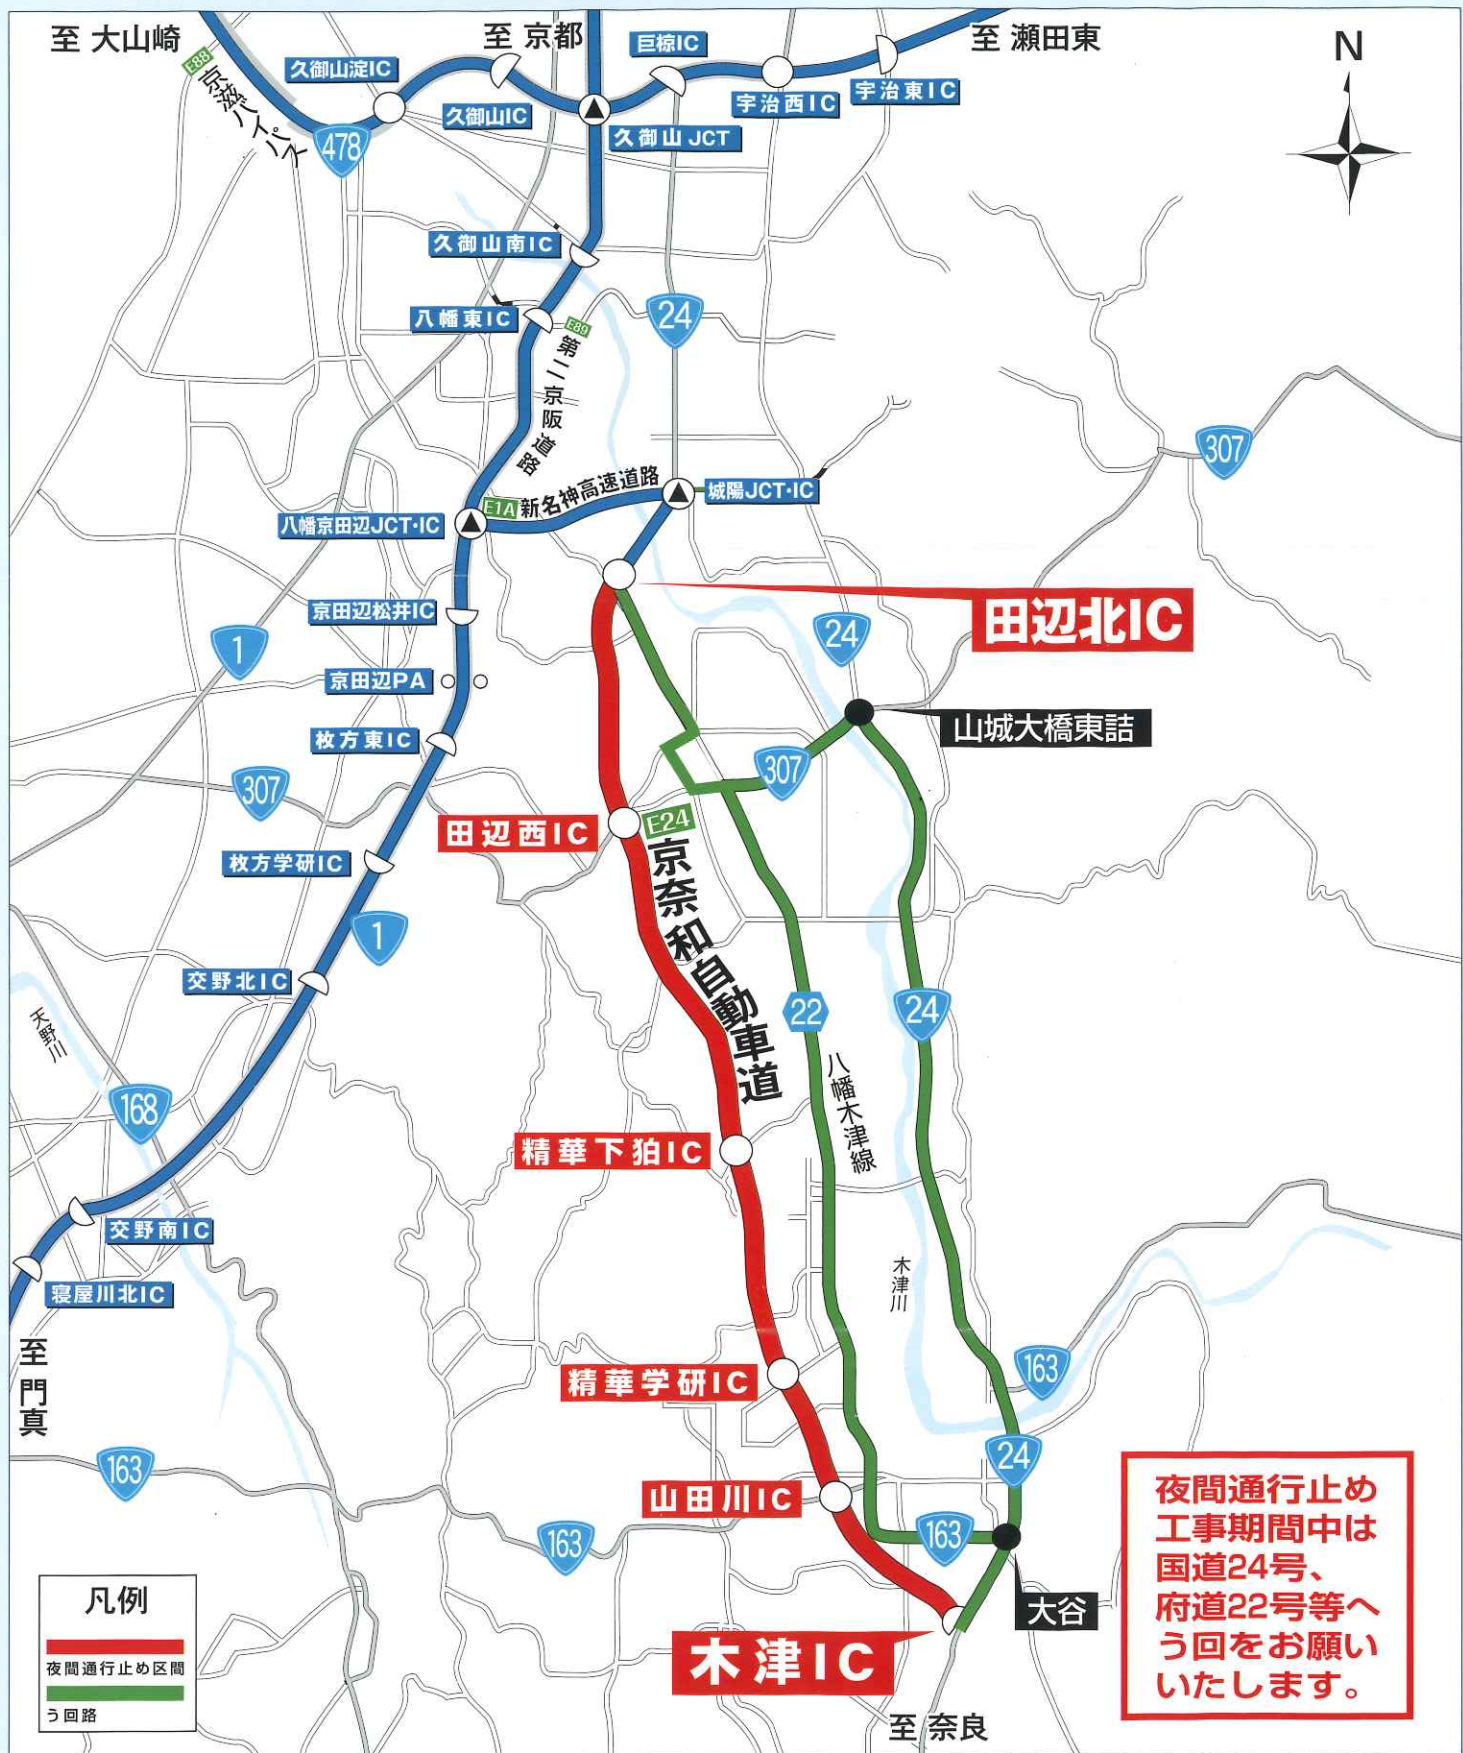 至 大山崎
至 京都
至 瀬田東
N
E88
京滋バイパス
久御山淀IC
久御山IC
巨椋IC
宇治西IC
宇治東IC
久御山 JCT
478
久御山南IC
八幡東IC
E89
第二京阪道路
24
307
E1A
新名神高速道路
城陽JCT・IC
八幡京田辺JCT・IC
田辺北IC
京田辺松井IC
1
24
京田辺PA
山城大橋東詰
枚方東IC
307
307
田辺西IC
E24
京奈和自動車道
枚方学研IC
1
交野北IC
22
24
天野川
八幡木津線
168
精華下狛IC
交野南IC
木津川
寝屋川北IC
至 門真
163
精華学研IC
24
163
山田川IC
163
163
夜間通行止め
工事期間中は
国道24号、
府道22号等へ
う回をお願い
いたします。
凡例
夜間通行止め区間
う回路
大谷
木津IC
至 奈良